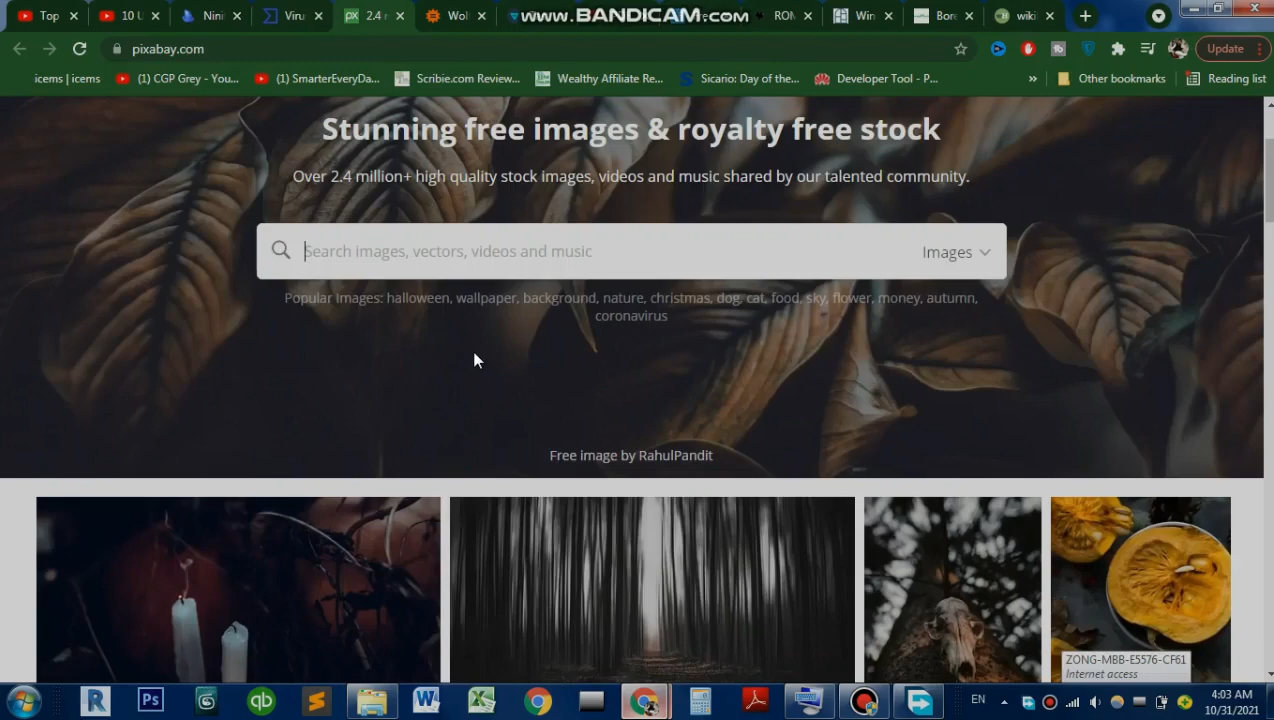 Top
10 U
Nini
Viru
px 2.4 r
Wol
www.BANDICAM.com
ROM
Win
Bore
wiki
pixabay.com
Update
icems | icems
(1) CGP Grey - You...
(1) SmarterEveryDa...
Scribie.com Review...
Wealthy Affiliate Re...
Sicario: Day of the...
Developer Tool - P...
»
Other bookmarks
Reading list
Stunning free images & royalty free stock
Over 2.4 million+ high quality stock images, videos and music shared by our talented community.
Search images, vectors, videos and music
Images
Popular Images: halloween, wallpaper, background, nature, christmas, dog, cat, food, sky, flower, money, autumn,
coronavirus
Free image by RahulPandit
ZONG-MBB-E5576-CF61
Internet access
R
Ps
qb
S
W
X
EN
4:03 AM
10/31/2021